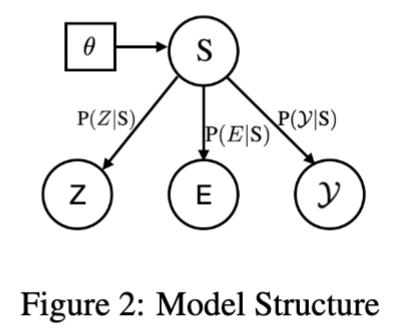 θ
S
P(Z|S)
P(E|S)
P(𝒴|S)
Z
E
𝒴
Figure 2: Model Structure